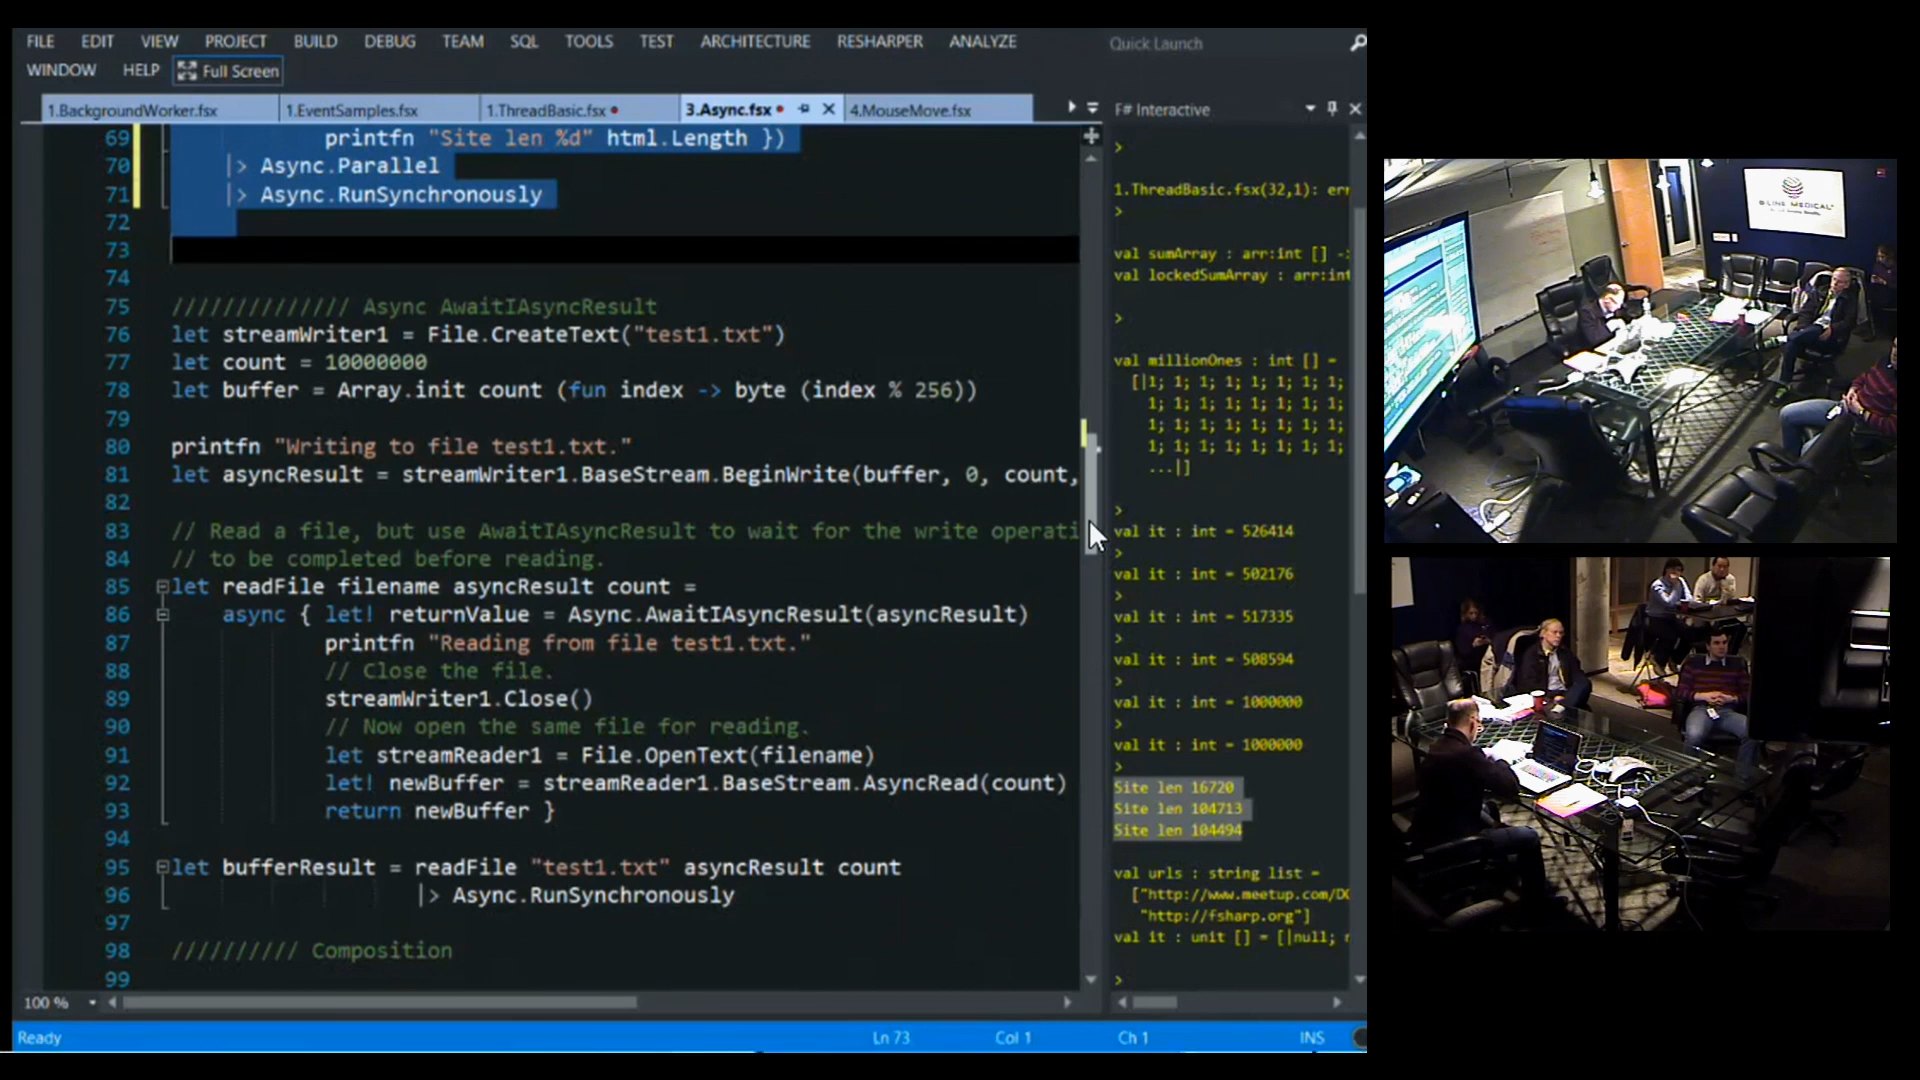 FILE EDIT VIEW PROJECT BUILD DEBUG TEAM SQL TOOLS TEST ARCHITECTURE RESHARPER ANALYZE
Quick Launch
WINDOW HELP Full Screen
1.BackgroundWorker.fsx 1.EventSamples.fsx 1.ThreadBasic.fsx 3.Async.fsx 4.MouseMove.fsx
69 printfn "Site len %d" html.Length })
70 |> Async.Parallel
71 |> Async.RunSynchronously
72
73
74
75 ////////////// Async AwaitIAsyncResult
76 let streamWriter1 = File.CreateText("test1.txt")
77 let count = 10000000
78 let buffer = Array.init count (fun index -> byte (index % 256))
79
80 printfn "Writing to file test1.txt."
81 let asyncResult = streamWriter1.BaseStream.BeginWrite(buffer, 0, count,
82
83 // Read a file, but use AwaitIAsyncResult to wait for the write operati
84 // to be completed before reading.
85 let readFile filename asyncResult count =
86 async { let! returnValue = Async.AwaitIAsyncResult(asyncResult)
87 printfn "Reading from file test1.txt."
88 // Close the file.
89 streamWriter1.Close()
90 // Now open the same file for reading.
91 let streamReader1 = File.OpenText(filename)
92 let! newBuffer = streamReader1.BaseStream.AsyncRead(count)
93 return newBuffer }
94
95 let bufferResult = readFile "test1.txt" asyncResult count
96 |> Async.RunSynchronously
97
98 ////////// Composition
99
100 %
Ready Ln 73 Col 1 Ch 1 INS
F# Interactive
>
1.ThreadBasic.fsx(32,1): err
>
val sumArray : arr:int [] -
val lockedSumArray : arr:int
>
val millionOnes : int [] =
[|1; 1; 1; 1; 1; 1; 1; 1;
1; 1; 1; 1; 1; 1; 1; 1;
1; 1; 1; 1; 1; 1; 1; 1;
1; 1; 1; 1; 1; 1; 1; 1;
...|]
>
val it : int = 526414
>
val it : int = 502176
>
val it : int = 517335
>
val it : int = 508594
>
val it : int = 1000000
>
val it : int = 1000000
>
Site len 16720
Site len 104713
Site len 104494
val urls : string list =
["http://www.meetup.com/DC
"http://fsharp.org"]
val it : unit [] = [|null; n
>
B-LINE MEDICAL